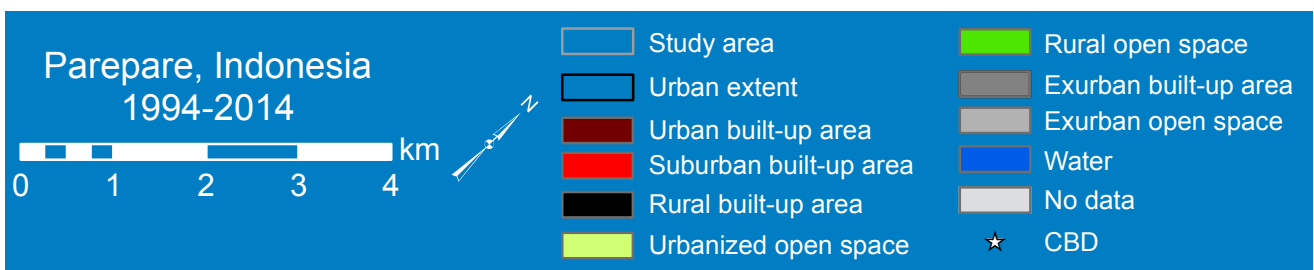 Parepare, Indonesia
1994-2014
km
0 1 2 3 4
N
Study area
Urban extent
Urban built-up area
Suburban built-up area
Rural built-up area
Urbanized open space
Rural open space
Exurban built-up area
Exurban open space
Water
No data
CBD